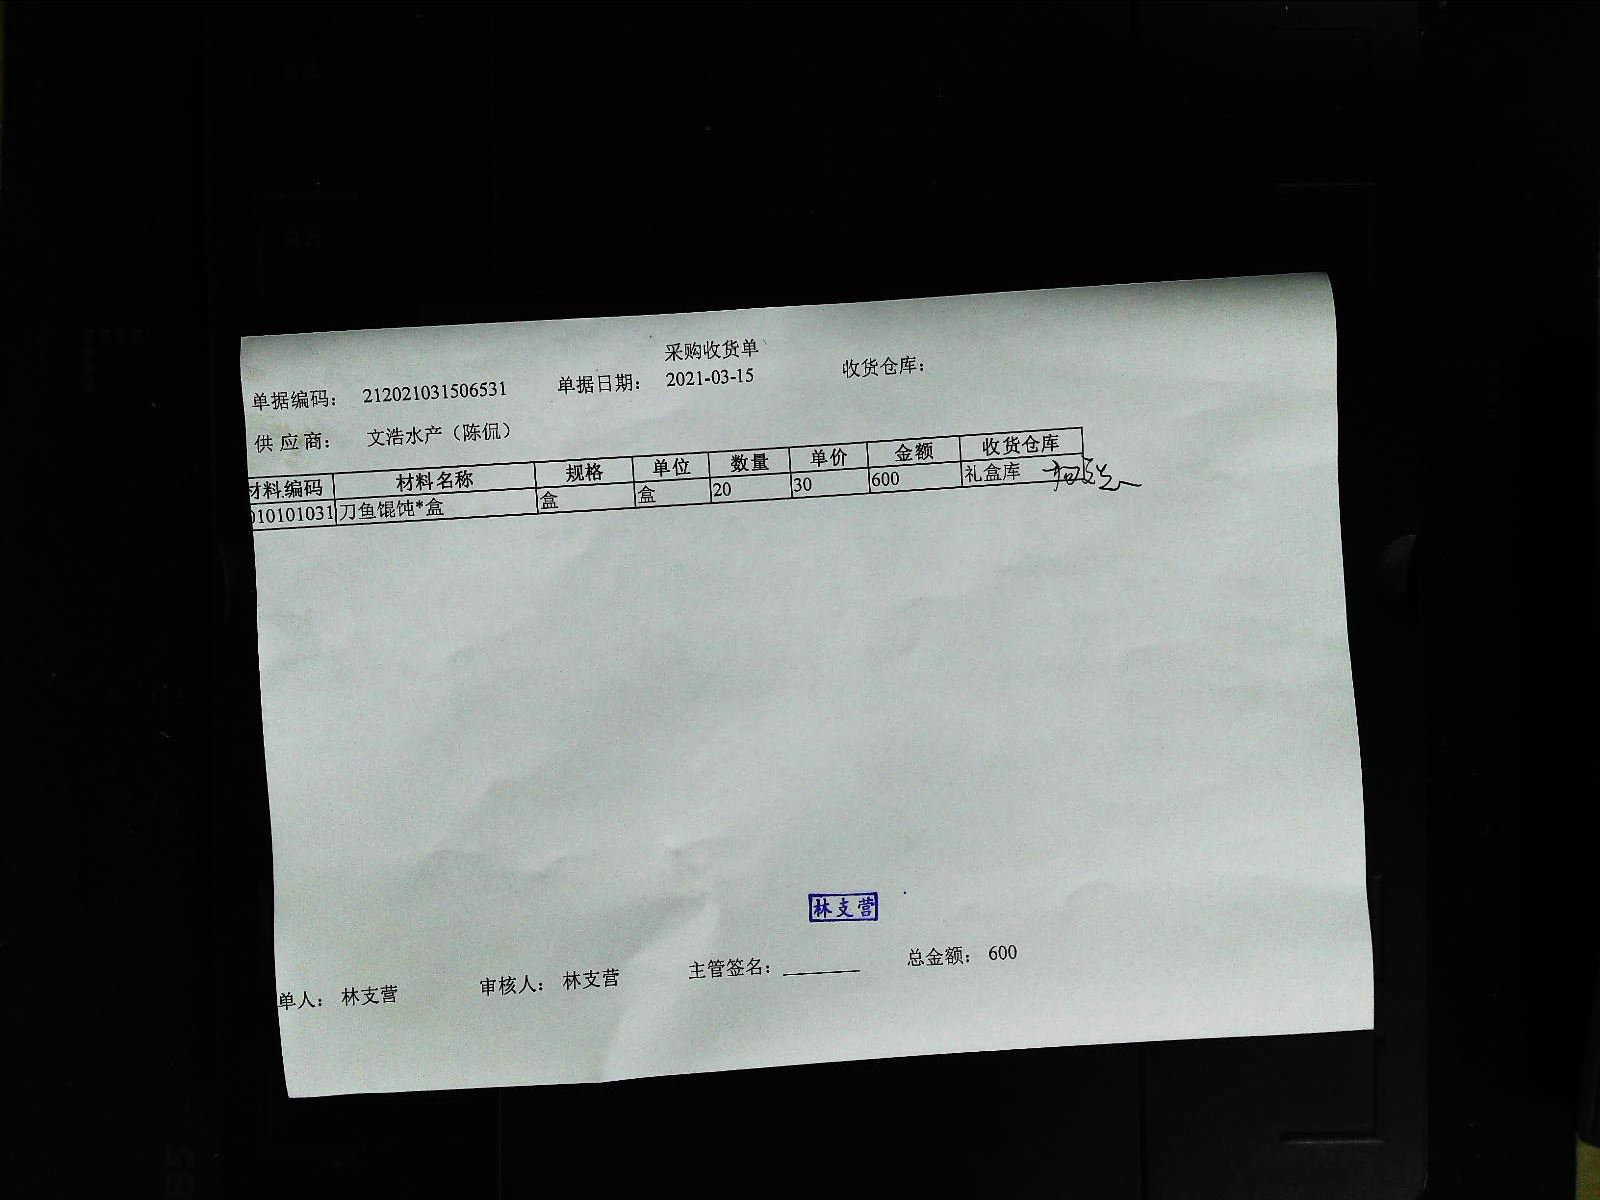 采购收货单
单据编码： 212021031506531 单据日期： 2021-03-15 收货仓库：
供应商： 文浩水产（陈侃）
材料编码 材料名称 规格 单位 数量 单价 金额 收货仓库
010101031 刀鱼馄饨*盒 盒 盒 20 30 600 礼盒库
林支营
单人： 林支营 审核人： 林支营 主管签名： 总金额： 600